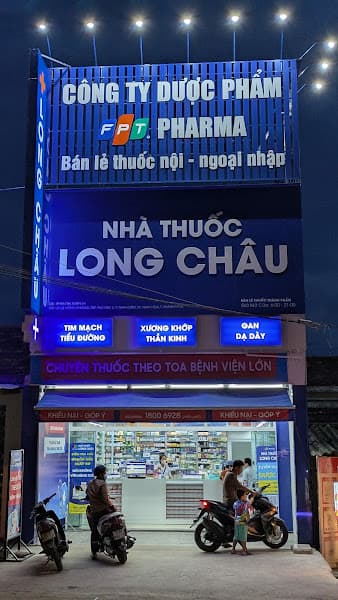 CÔNG TY DƯỢC PHẨM
FPT. PHARMA
Bán lẻ thuốc nội - ngoại nhập
LONG CHÂU
NHÀ THUỐC
LONG CHÂU
TIM MẠCH
TIỂU ĐƯỜNG
XƯƠNG KHỚP
THẦN KINH
GAN
DẠ DÀY
CHUYÊN THUỐC THEO TOA BỆNH VIỆN LỚN
KHIẾU NẠI - GÓP Ý
1800 6928
KHIẾU NẠI - GÓP Ý